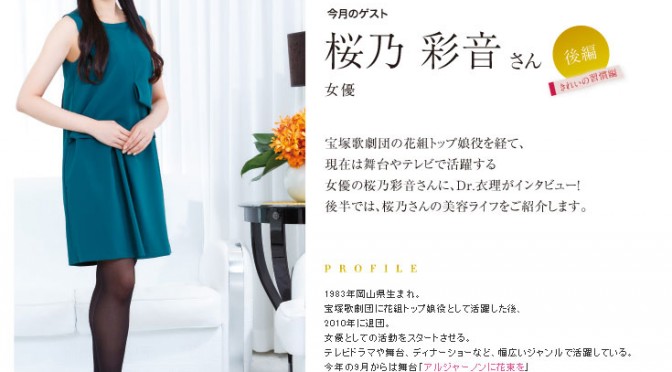 今月のゲスト
桜乃 彩音 さん
後編
きれいの習慣編
女優
宝塚歌劇団の花組トップ娘役を経て、
現在は舞台やテレビで活躍する
女優の桜乃彩音さんに、Dr.衣理がインタビュー!
後半では、桜乃さんの美容ライフをご紹介します。
PROFILE
1983年岡山県生まれ。
宝塚歌劇団に花組トップ娘役として活躍した後、
2010年に退団。
女優としての活動をスタートさせる。
テレビドラマや舞台、ディナーショーなど、幅広いジャンルで活躍している。
今年の9月からは舞台「アルジャーノンに花束を」